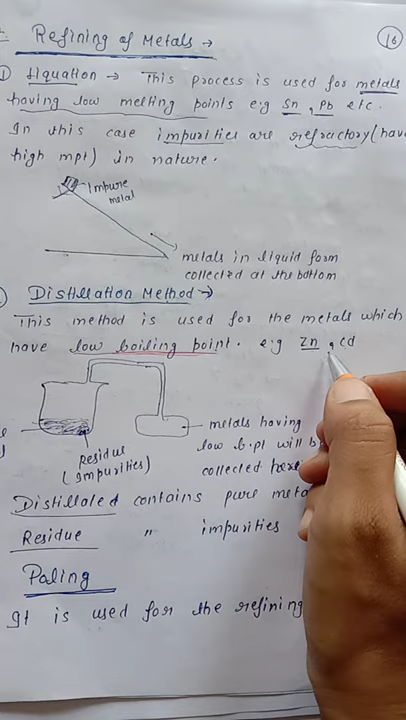 Refining of Metals →
16
1) Liquation → This process is used for metals
having low melting points e.g Sn, Pb etc.
In this case impurities are refractory (have
high mpt) in nature.
Impure
metal
metals in liquid form
collected at the bottom
Distillation Method →
This method is used for the metals which
have low boiling point. e.g Zn, Cd
metals having
low b.pt will b
collected here
Residue
(Impurities)
Distillated contains pure meta
Residue " impurities
Paling
It is used for the refining